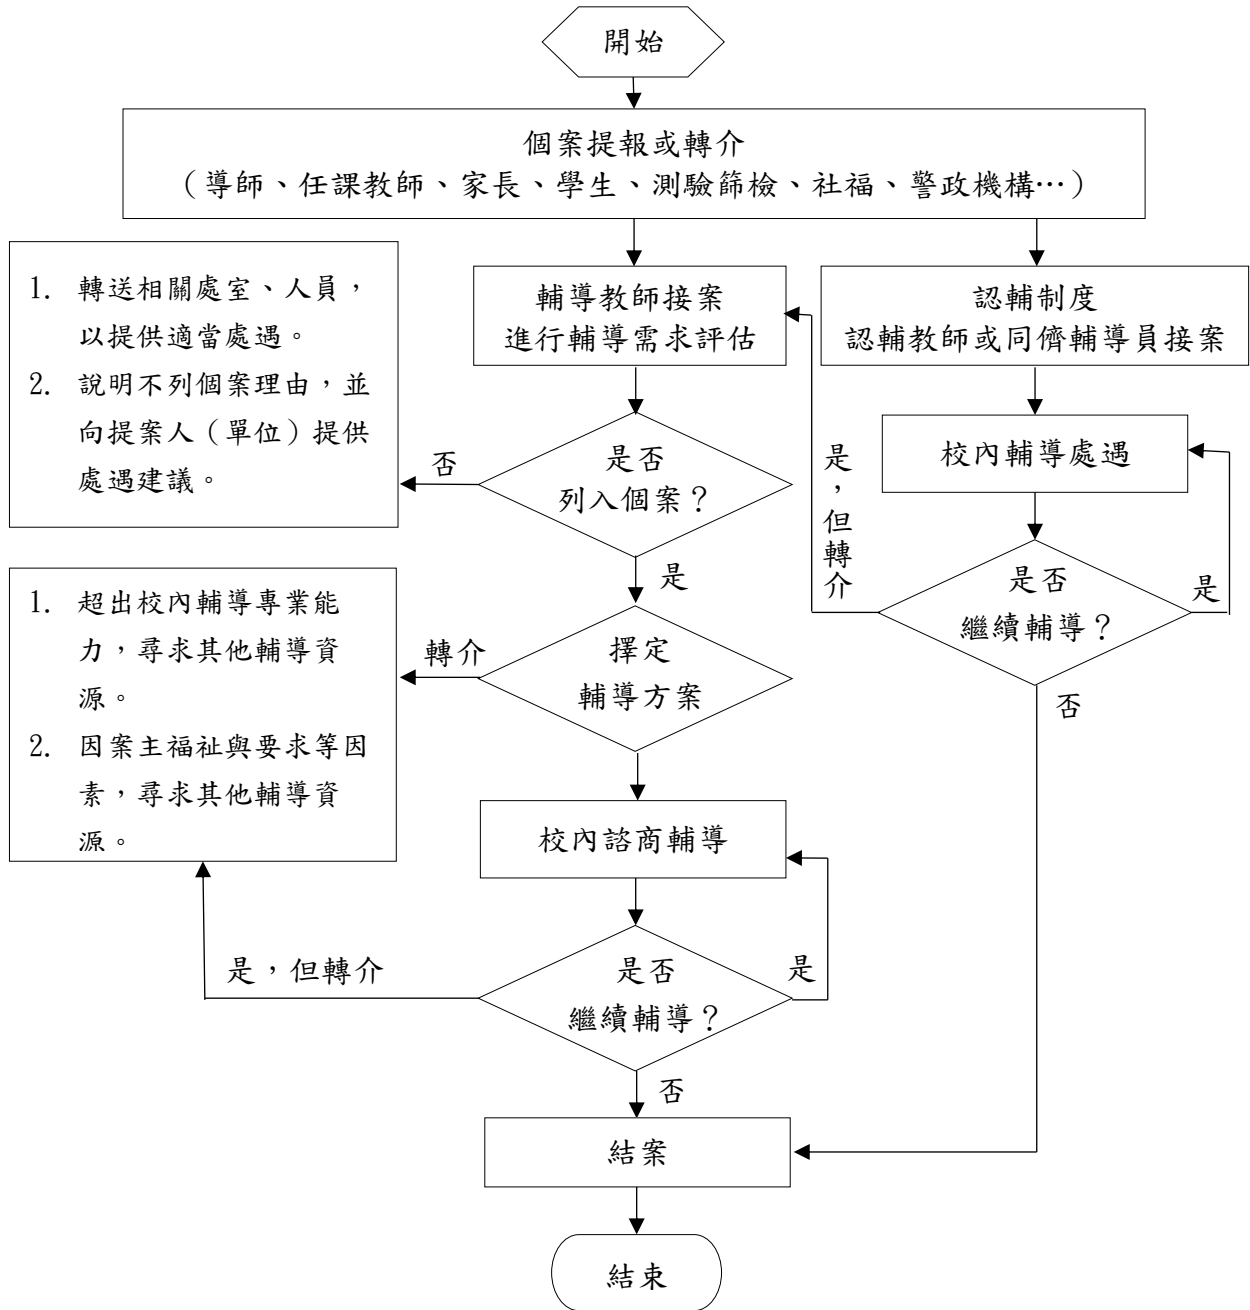 開始
個案提報或轉介
（導師、任課教師、家長、學生、測驗篩檢、社福、警政機構…）
1. 轉送相關處室、人員，
以提供適當處遇。
2. 說明不列個案理由，並
向提案人（單位）提供
處遇建議。
輔導教師接案
進行輔導需求評估
認輔制度
認輔教師或同儕輔導員接案
否
是否
列入個案？
是，但轉介
校內輔導處遇
是
是否
繼續輔導？
是
否
1. 超出校內輔導專業能
力，尋求其他輔導資
源。
2. 因案主福祉與要求等因
素，尋求其他輔導資
源。
轉介
擇定
輔導方案
校內諮商輔導
是，但轉介
是否
繼續輔導？
是
否
結案
結束